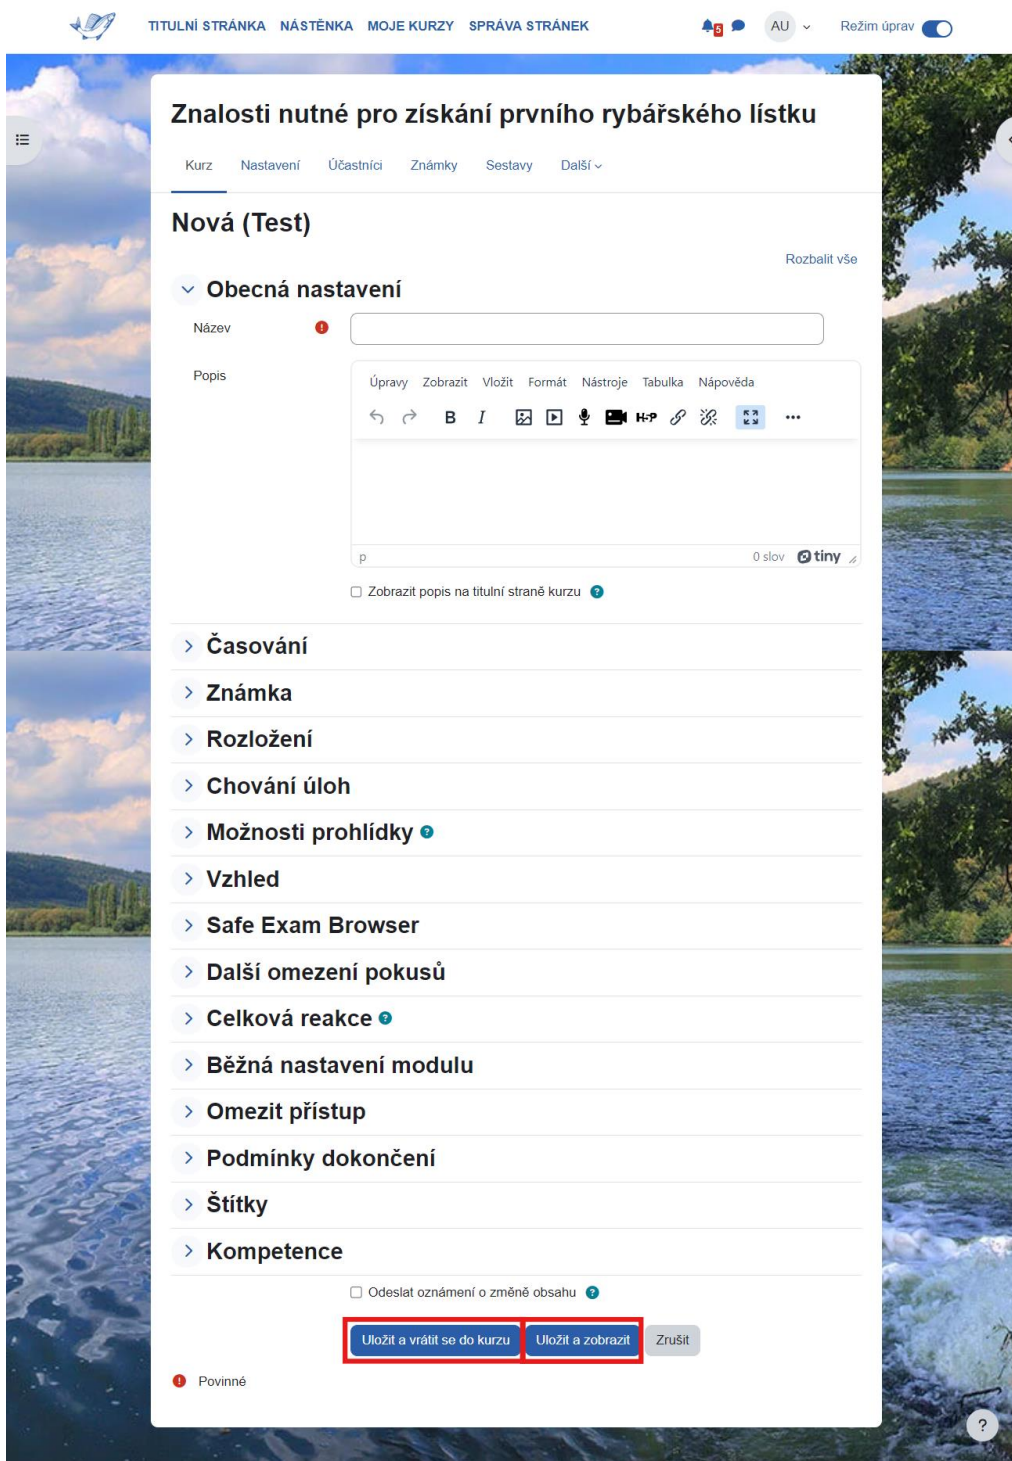 TITULNÍ STRÁNKA NÁSTĚNKA MOJE KURZY SPRÁVA STRÁNEK 5 AU Režim úprav
Znalosti nutné pro získání prvního rybářského lístku
Kurz Nastavení Účastníci Známky Sestavy Další
Nová (Test)
Rozbalit vše
Obecná nastavení
Název
Popis
Úpravy Zobrazit Vložit Formát Nástroje Tabulka Nápověda
B I H-P
p 0 slov tiny
Zobrazit popis na titulní straně kurzu
Časování
Známka
Rozložení
Chování úloh
Možnosti prohlídky
Vzhled
Safe Exam Browser
Další omezení pokusů
Celková reakce
Běžná nastavení modulu
Omezit přístup
Podmínky dokončení
Štítky
Kompetence
Odeslat oznámení o změně obsahu
Uložit a vrátit se do kurzu Uložit a zobrazit Zrušit
Povinné
?